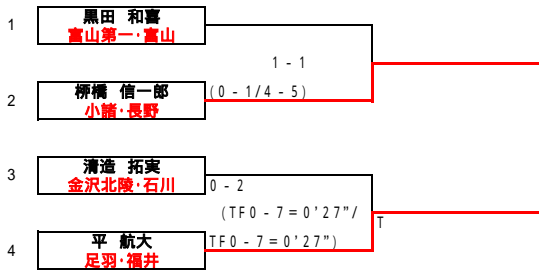 1
黒田 和喜
富山第一・富山
1 - 1
2
栁橋 信一郎
小諸・長野
(0 - 1/4 - 5)
3
清造 拓実
金沢北陵・石川
0 - 2
(TF0 - 7 = 0'27"/
T
4
平 航大
足羽・福井
TF0 - 7 = 0'27")